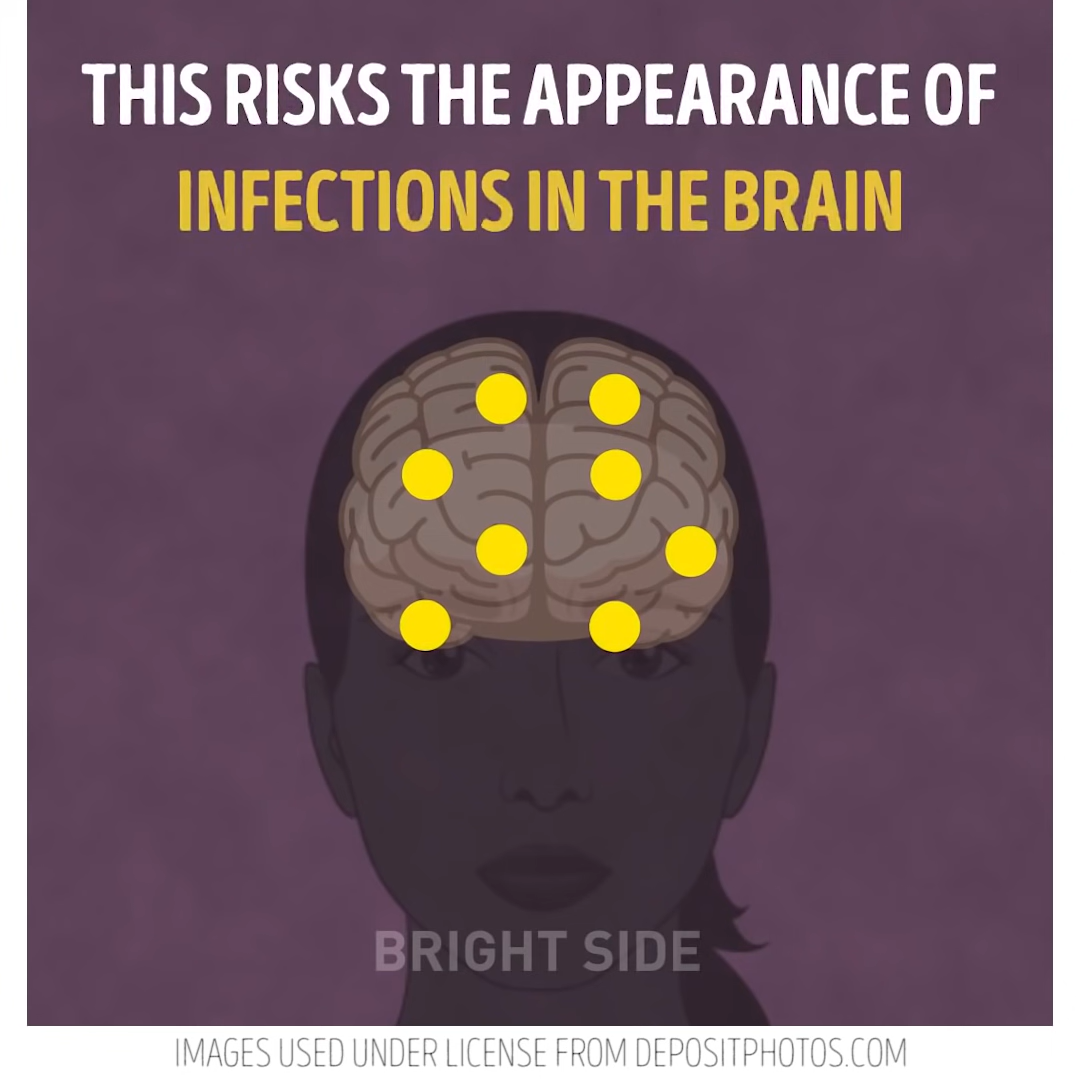 THIS RISKS THE APPEARANCE OF
INFECTIONS IN THE BRAIN
BRIGHT SIDE
IMAGES USED UNDER LICENSE FROM DEPOSITPHOTOS.COM